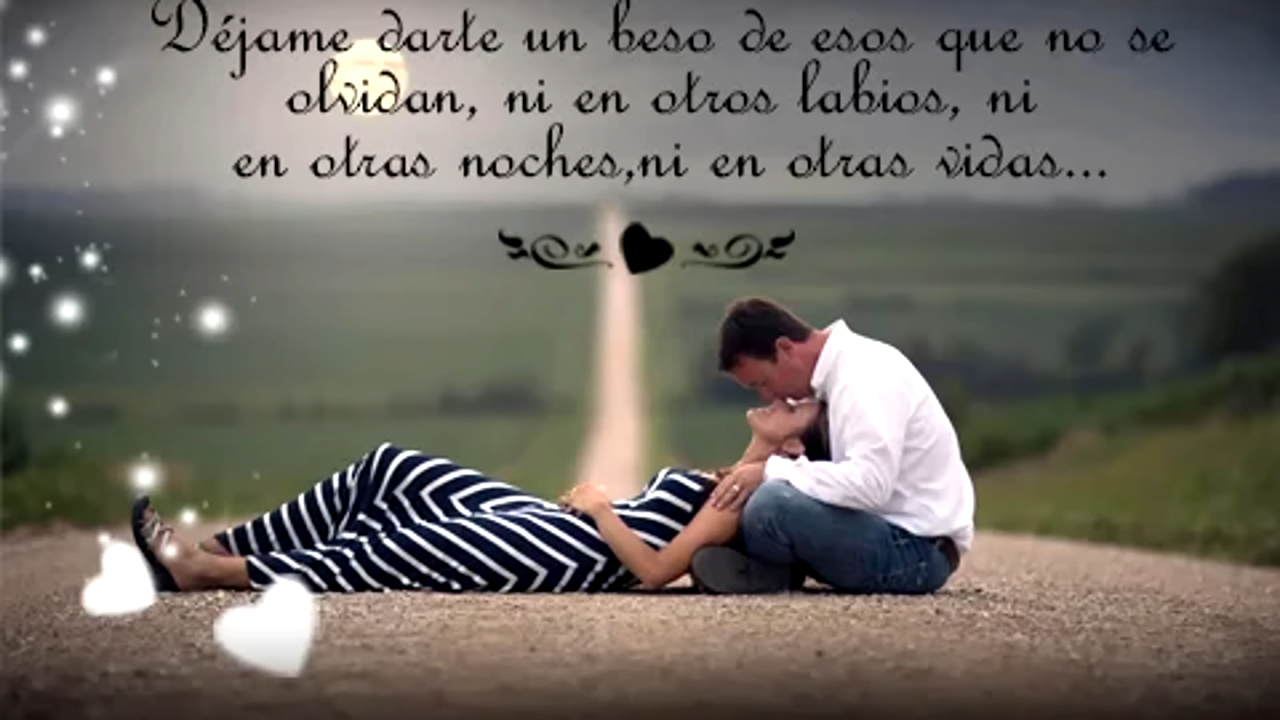 Déjame darte un beso de esos que no se
olvidan, ni en otros labios, ni
en otras noches,ni en otras vidas...